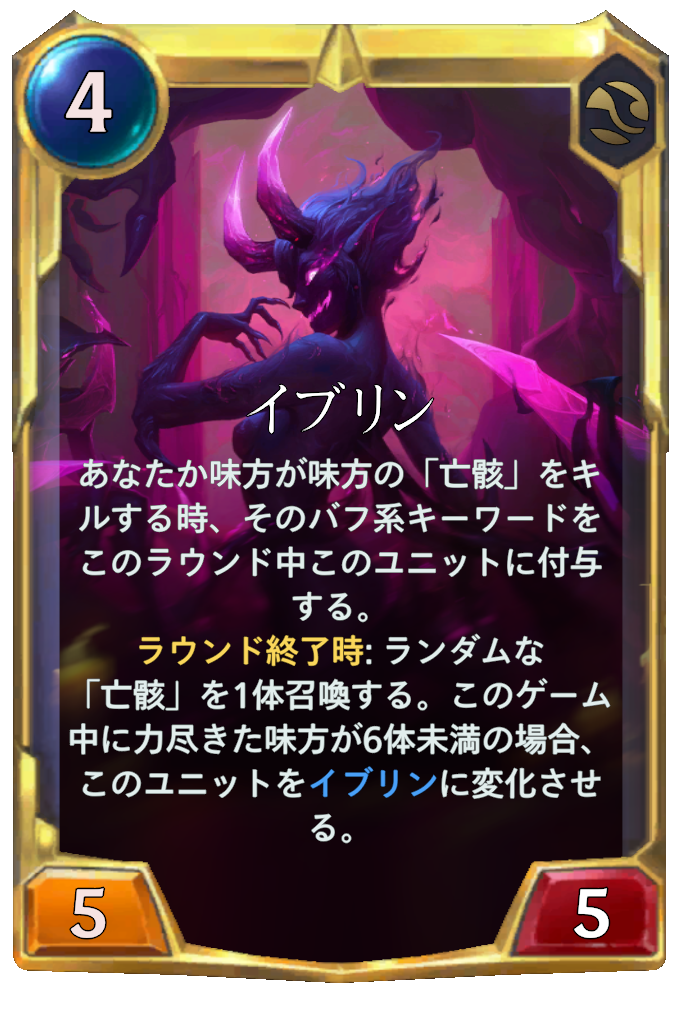 4
イブリン
あなたか味方が味方の「亡骸」をキ
ルする時、そのバフ系キーワードを
このラウンド中このユニットに付与
する。
ラウンド終了時: ランダムな
「亡骸」を1体召喚する。このゲーム
中に力尽きた味方が6体未満の場合、
このユニットをイブリンに変化させ
る。
5
5